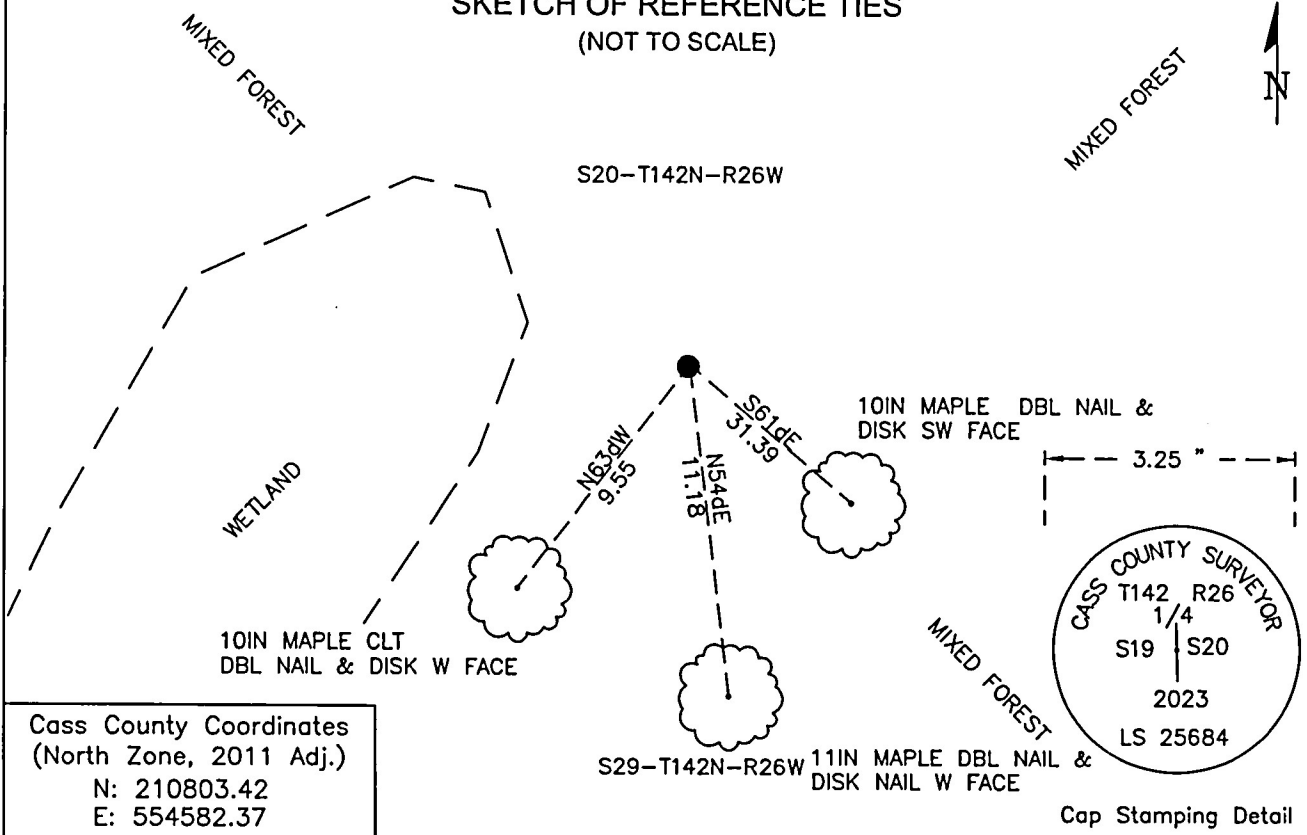 SKETCH OF REFERENCE TIES
(NOT TO SCALE)
MIXED FOREST
MIXED FOREST
N
S20-T142N-R26W
WETLAND
N63dW
9.55
N54dE
11.18
S61dE
31.39
10IN MAPLE DBL NAIL &
DISK SW FACE
3.25 "
10IN MAPLE CLT
DBL NAIL & DISK W FACE
MIXED FOREST
CASS COUNTY SURVEYOR
T142 R26
1/4
S19 S20
2023
LS 25684
S29-T142N-R26W
11IN MAPLE DBL NAIL &
DISK NAIL W FACE
Cap Stamping Detail
Cass County Coordinates
(North Zone, 2011 Adj.)
N: 210803.42
E: 554582.37